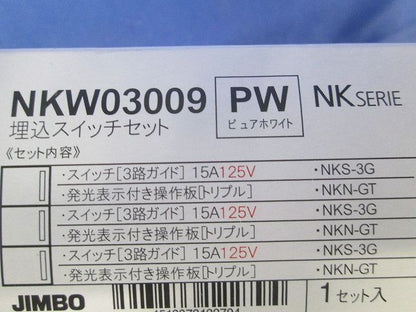 NKW03009 PW NK SERIE
埋込スイッチセット ピュアホワイト
《セット内容》
・スイッチ[3路ガイド] 15A125V ・NKS-3G
・発光表示付き操作板[トリプル] ・NKN-GT
・スイッチ[3路ガイド] 15A125V ・NKS-3G
・発光表示付き操作板[トリプル] ・NKN-GT
・スイッチ[3路ガイド] 15A125V ・NKS-3G
・発光表示付き操作板[トリプル] ・NKN-GT
JIMBO 1セット入